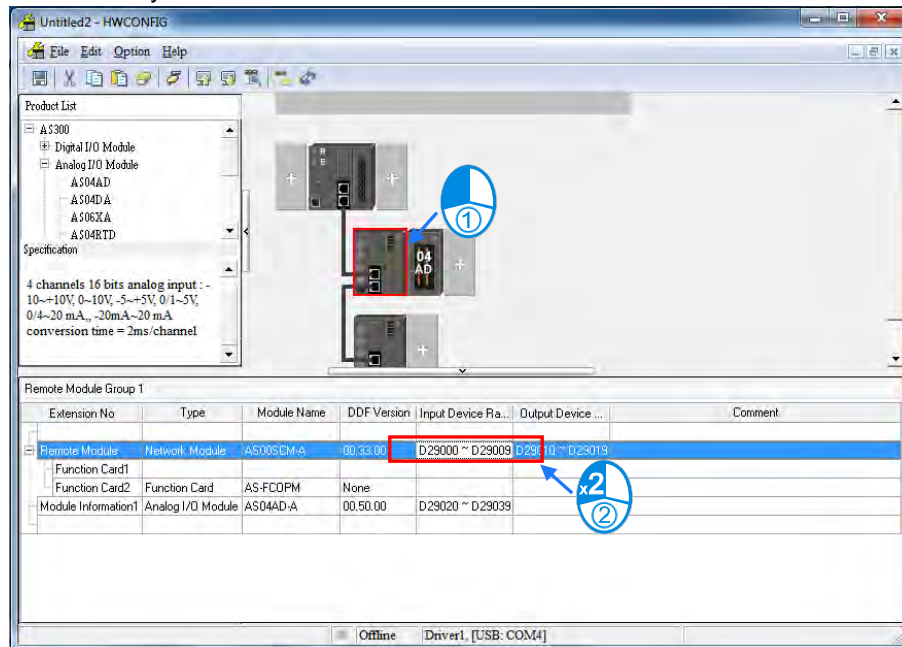 Untitled2 - HWCONFIG
File Edit Option Help
Product List
AS300
Digital I/O Module
Analog I/O Module
AS04AD
AS04DA
AS06XA
AS04RTD
Specification
4 channels 16 bits analog input : -
10~+10V, 0~10V, -5~+5V, 0/1~5V,
0/4~20 mA,, -20mA~20 mA
conversion time = 2ms/channel
R
E
1
04
AD
Remote Module Group 1
Extension No Type Module Name DDF Version Input Device Ra... Output Device ... Comment
Remote Module Network Module AS00SCM-A 00.33.00 D29000 ~ D29009 D29010 ~ D29019
Function Card1
Function Card2 Function Card AS-FCOPM None
Module Information1 Analog I/O Module AS04AD-A 00.50.00 D29020 ~ D29039
x2
2
Offline Driver1, [USB: COM4]